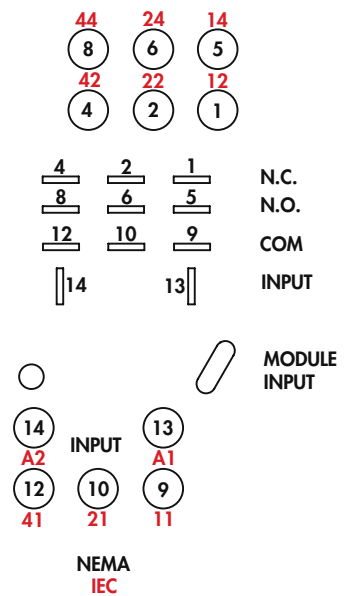 44 24 14
8 6 5
42 22 12
4 2 1
4 2 1 N.C.
8 6 5 N.O.
12 10 9 COM
14 13 INPUT
MODULE
INPUT
14 INPUT 13
A2 A1
12 10 9
41 21 11
NEMA
IEC